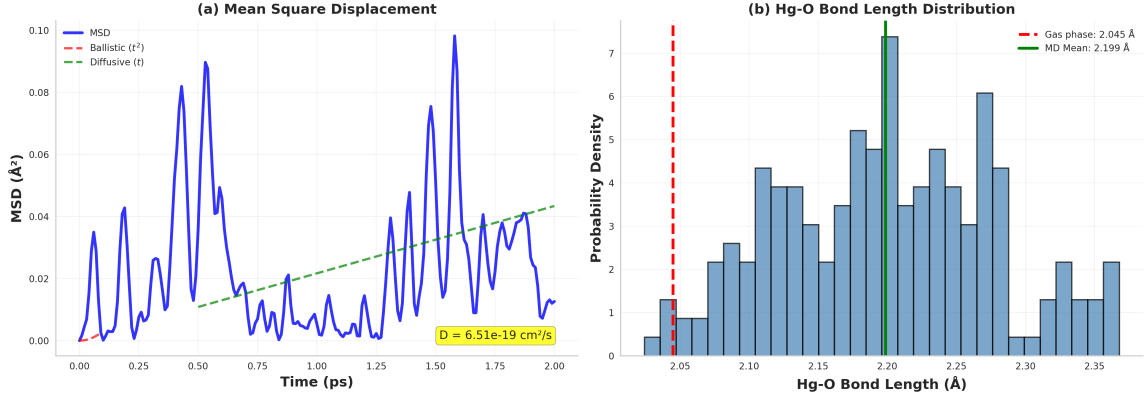 (a) Mean Square Displacement
MSD (Å²)
0.10
0.08
0.06
0.04
0.02
0.00
MSD
Ballistic (t²)
Diffusive (t)
D = 6.51e-19 cm²/s
0.00 0.25 0.50 0.75 1.00 1.25 1.50 1.75 2.00
Time (ps)
(b) Hg-O Bond Length Distribution
Probability Density
7
6
5
4
3
2
1
0
Gas phase: 2.045 Å
MD Mean: 2.199 Å
2.05 2.10 2.15 2.20 2.25 2.30 2.35
Hg-O Bond Length (Å)